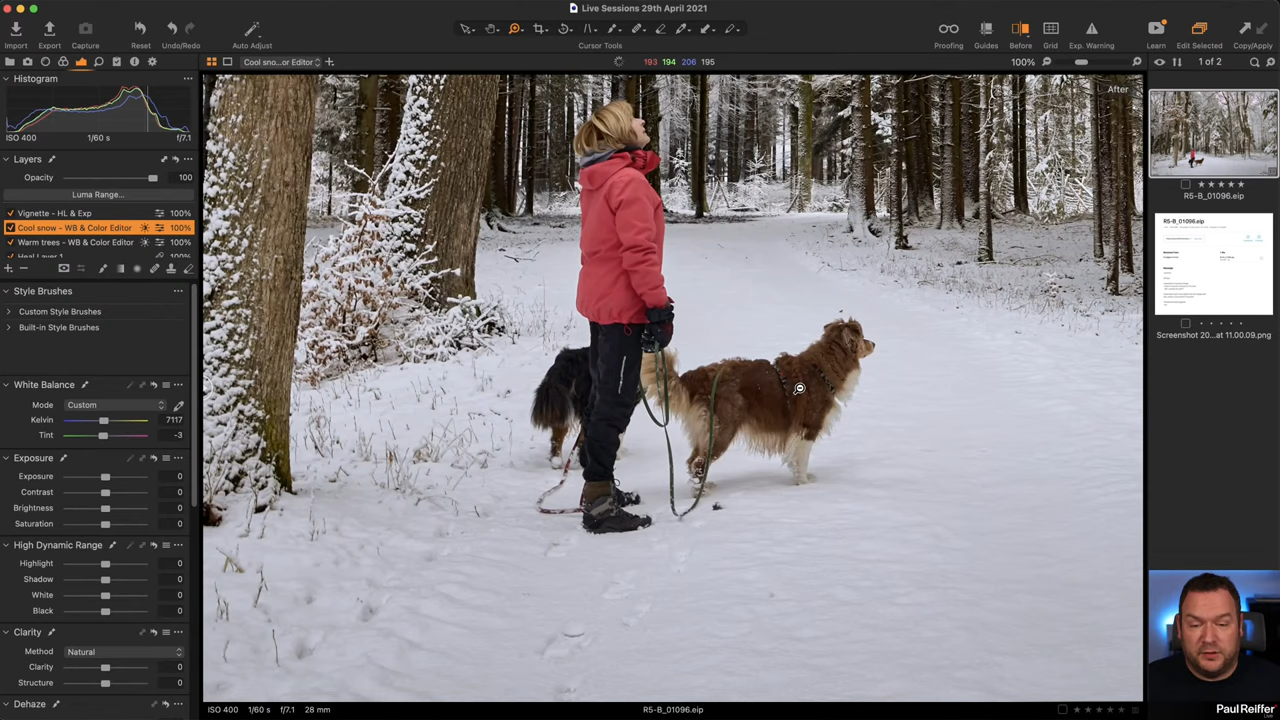 Live Sessions 29th April 2021
Import
Export
Capture
Reset
Undo/Redo
Auto Adjust
Cursor Tools
Proofing
Guides
Before
Grid
Exp. Warning
Learn
Edit Selected
Copy/Apply
Cool sno...or Editor
193 194 206 195
100%
1 of 2
Histogram
ISO 400
1/60 s
f/7.1
Layers
Opacity 100
Luma Range...
Vignette - HL & Exp 100%
Cool snow - WB & Color Editor 100%
Warm trees - WB & Color Editor 100%
Heal Layer 1
Style Brushes
Custom Style Brushes
Built-in Style Brushes
White Balance
Mode Custom
Kelvin 7117
Tint -3
Exposure
Exposure 0
Contrast 0
Brightness 0
Saturation 0
High Dynamic Range
Highlight 0
Shadow 0
White 0
Black 0
Clarity
Method Natural
Clarity 0
Structure 0
Dehaze
After
R5-B_01096.eip
Screenshot 20...at 11.00.09.png
ISO 400 1/60 s f/7.1 28 mm
R5-B_01096.eip
Paul Reiffer
Live